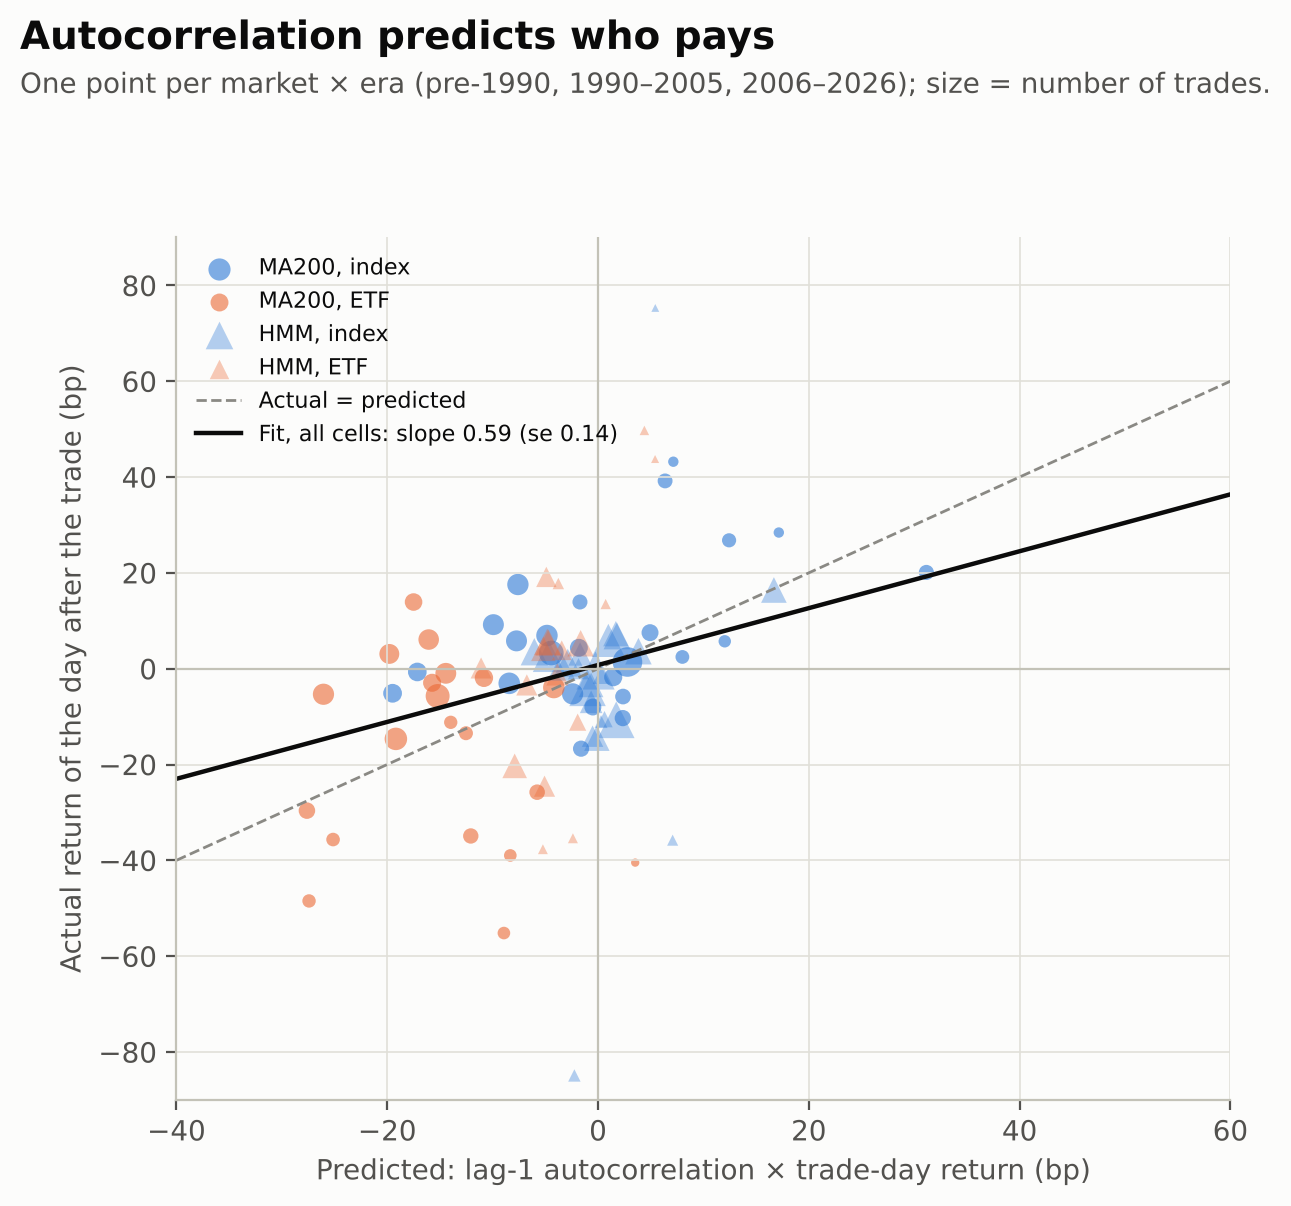 Autocorrelation predicts who pays
One point per market × era (pre-1990, 1990–2005, 2006–2026); size = number of trades.
MA200, index
MA200, ETF
HMM, index
HMM, ETF
Actual = predicted
Fit, all cells: slope 0.59 (se 0.14)
Actual return of the day after the trade (bp)
80
60
40
20
0
−20
−40
−60
−80
−40
−20
0
20
40
60
Predicted: lag-1 autocorrelation × trade-day return (bp)